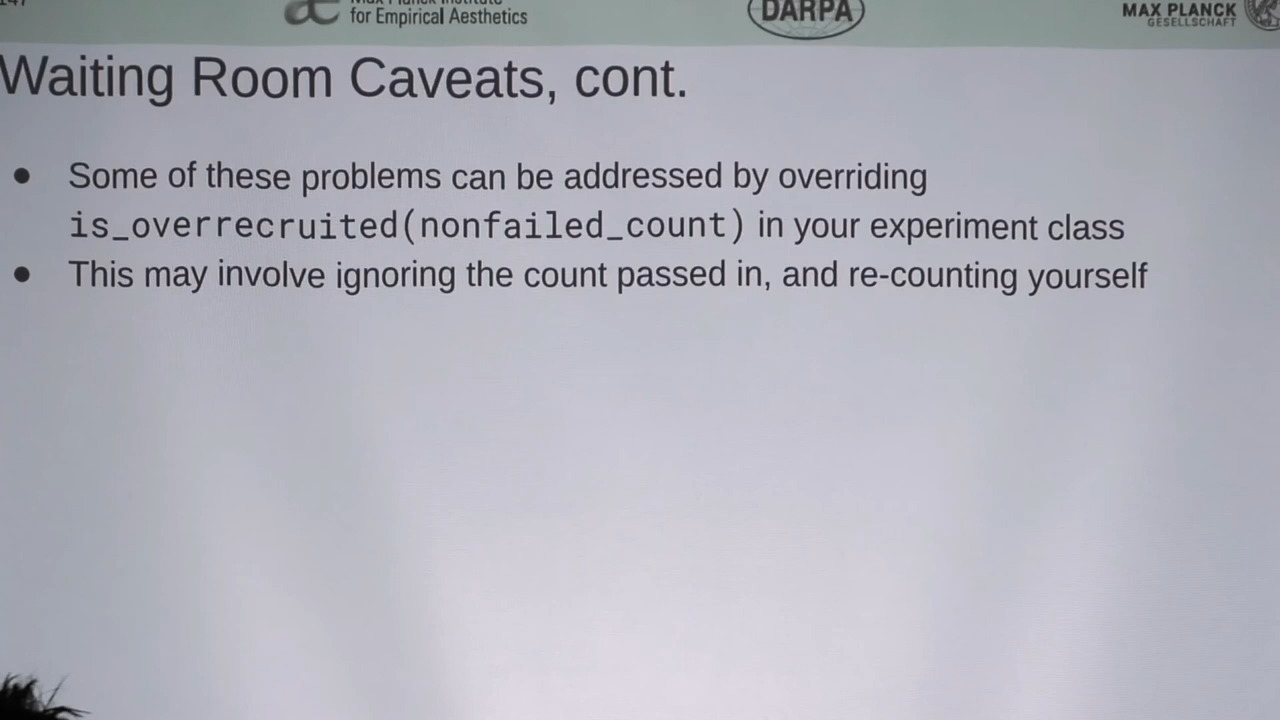 for Empirical Aesthetics
DARPA
MAX PLANCK
GESELLSCHAFT
Waiting Room Caveats, cont.
● Some of these problems can be addressed by overriding
is_overrecruited(nonfailed_count) in your experiment class
● This may involve ignoring the count passed in, and re-counting yourself